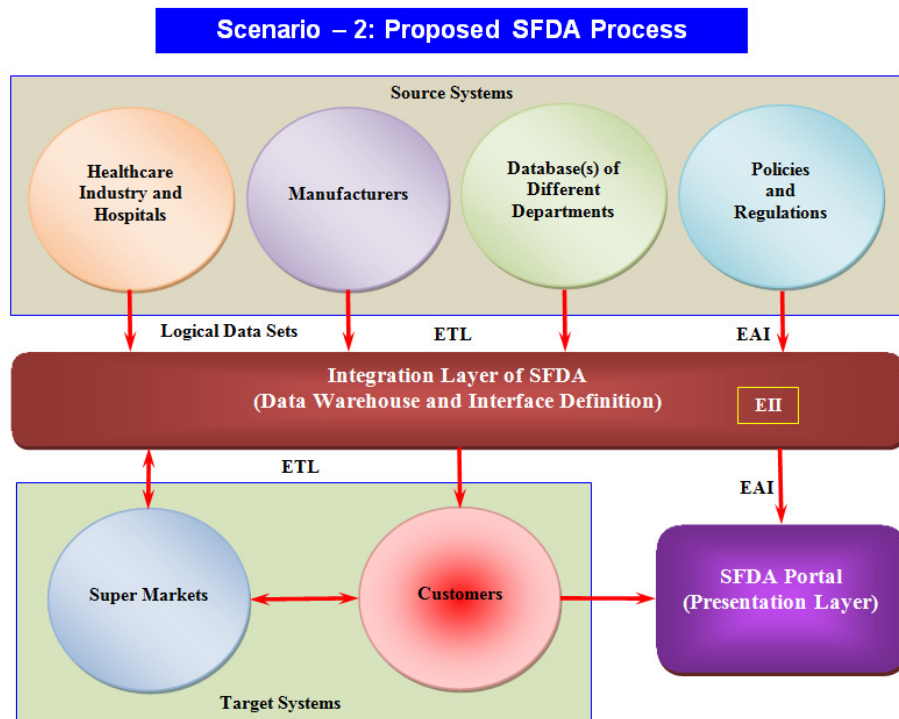 Scenario – 2: Proposed SFDA Process
Source Systems
Healthcare
Industry and
Hospitals
Manufacturers
Database(s) of
Different
Departments
Policies
and
Regulations
Logical Data Sets
ETL
EAI
Integration Layer of SFDA
(Data Warehouse and Interface Definition)
EII
ETL
EAI
Super Markets
Customers
SFDA Portal
(Presentation Layer)
Target Systems